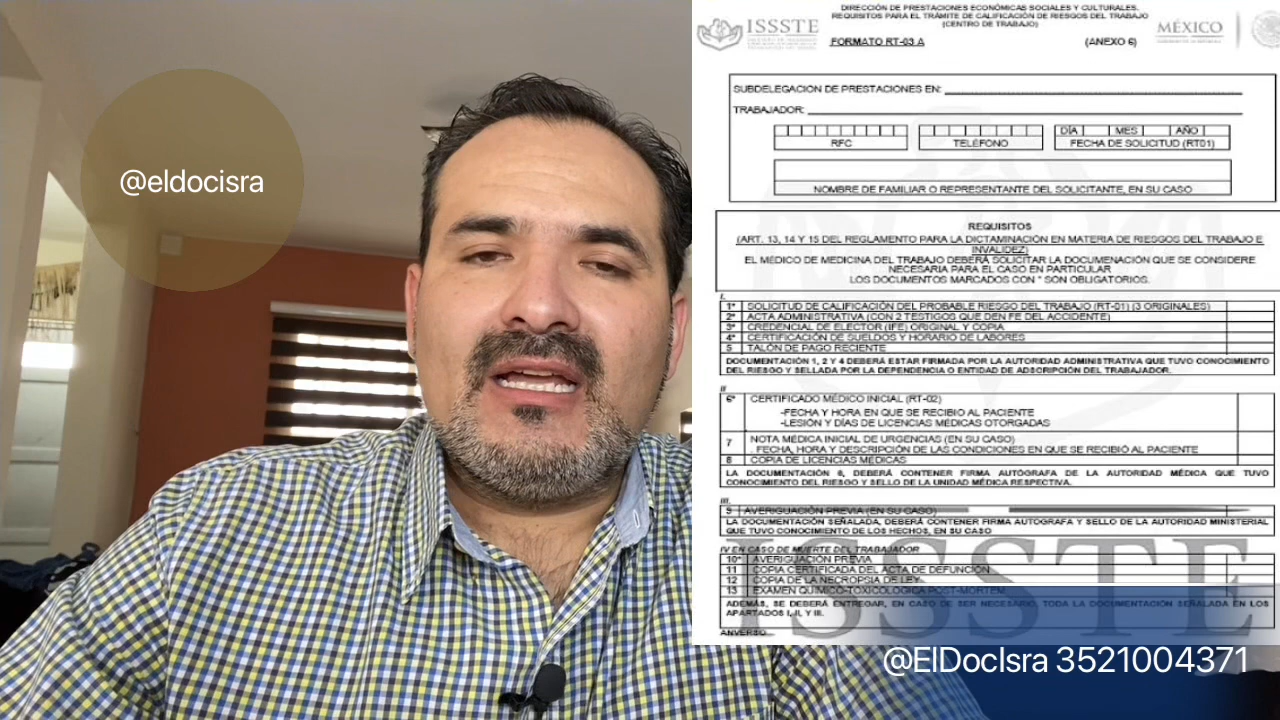 @eldocisra
DIRECCIÓN DE PRESTACIONES ECONÓMICAS SOCIALES Y CULTURALES.
REQUISITOS PARA EL TRÁMITE DE CALIFICACIÓN DE RIESGOS DEL TRABAJO
(CENTRO DE TRABAJO)
ISSSTE
FORMATO RT-03 A
(ANEXO 6)
MÉXICO
SUBDELEGACION DE PRESTACIONES EN:
TRABAJADOR:
DÍA MES AÑO
RFC TELÉFONO FECHA DE SOLICITUD (RT01)
NOMBRE DE FAMILIAR O REPRESENTANTE DEL SOLICITANTE, EN SU CASO
REQUISITOS
(ART. 13, 14 Y 15 DEL REGLAMENTO PARA LA DICTAMINACIÓN EN MATERIA DE RIESGOS DEL TRABAJO E
INVALIDEZ)
EL MÉDICO DE MEDICINA DEL TRABAJO DEBERÁ SOLICITAR LA DOCUMENACIÓN QUE SE CONSIDERE
NECESARIA PARA EL CASO EN PARTICULAR
LOS DOCUMENTOS MARCADOS CON * SON OBLIGATORIOS.
I.
1* SOLICITUD DE CALIFICACIÓN DEL PROBABLE RIESGO DEL TRABAJO (RT-01) (3 ORIGINALES)
2* ACTA ADMINISTRATIVA (CON 2 TESTIGOS QUE DEN FE DEL ACCIDENTE)
3* CREDENCIAL DE ELECTOR (IFE) ORIGINAL Y COPIA
4* CERTIFICACIÓN DE SUELDOS Y HORARIO DE LABORES
5 TALÓN DE PAGO RECIENTE
DOCUMENTACIÓN 1, 2 Y 4 DEBERÁ ESTAR FIRMADA POR LA AUTORIDAD ADMINISTRATIVA QUE TUVO CONOCIMIENTO
DEL RIESGO Y SELLADA POR LA DEPENDENCIA O ENTIDAD DE ADSCRIPCIÓN DEL TRABAJADOR.
II
6* CERTIFICADO MÉDICO INICIAL (RT-02)
-FECHA Y HORA EN QUE SE RECIBIO AL PACIENTE
-LESIÓN Y DÍAS DE LICENCIAS MÉDICAS OTORGADAS
7 NOTA MÉDICA INICIAL DE URGENCIAS (EN SU CASO)
. FECHA, HORA Y DESCRIPCIÓN DE LAS CONDICIONES EN QUE SE RECIBIÓ AL PACIENTE
8 COPIA DE LICENCIAS MÉDICAS
LA DOCUMENTACIÓN 6, DEBERÁ CONTENER FIRMA AUTÓGRAFA DE LA AUTORIDAD MÉDICA QUE TUVO
CONOCIMIENTO DEL RIESGO Y SELLO DE LA UNIDAD MÉDICA RESPECTIVA.
III.
9 AVERIGUACIÓN PREVIA (EN SU CASO)
LA DOCUMENTACIÓN SEÑALADA, DEBERÁ CONTENER FIRMA AUTOGRAFA Y SELLO DE LA AUTORIDAD MINISTERIAL
QUE TUVO CONOCIMIENTO DE LOS HECHOS, EN SU CASO
IV EN CASO DE MUERTE DEL TRABAJADOR
10* AVERIGUACIÓN PREVIA
11 COPIA CERTIFICADA DEL ACTA DE DEFUNCIÓN
12 COPIA DE LA NECROPSIA DE LEY
13 EXAMEN QUIMICO-TOXICOLOGICA POST-MORTEM
ADEMÁS, SE DEBERÁ ENTREGAR, EN CASO DE SER NECESARIO, TODA LA DOCUMENTACIÓN SEÑALADA EN LOS
APARTADOS I, II, Y III.
ANVERSO
ISSSTE
@ElDocIsra 3521004371